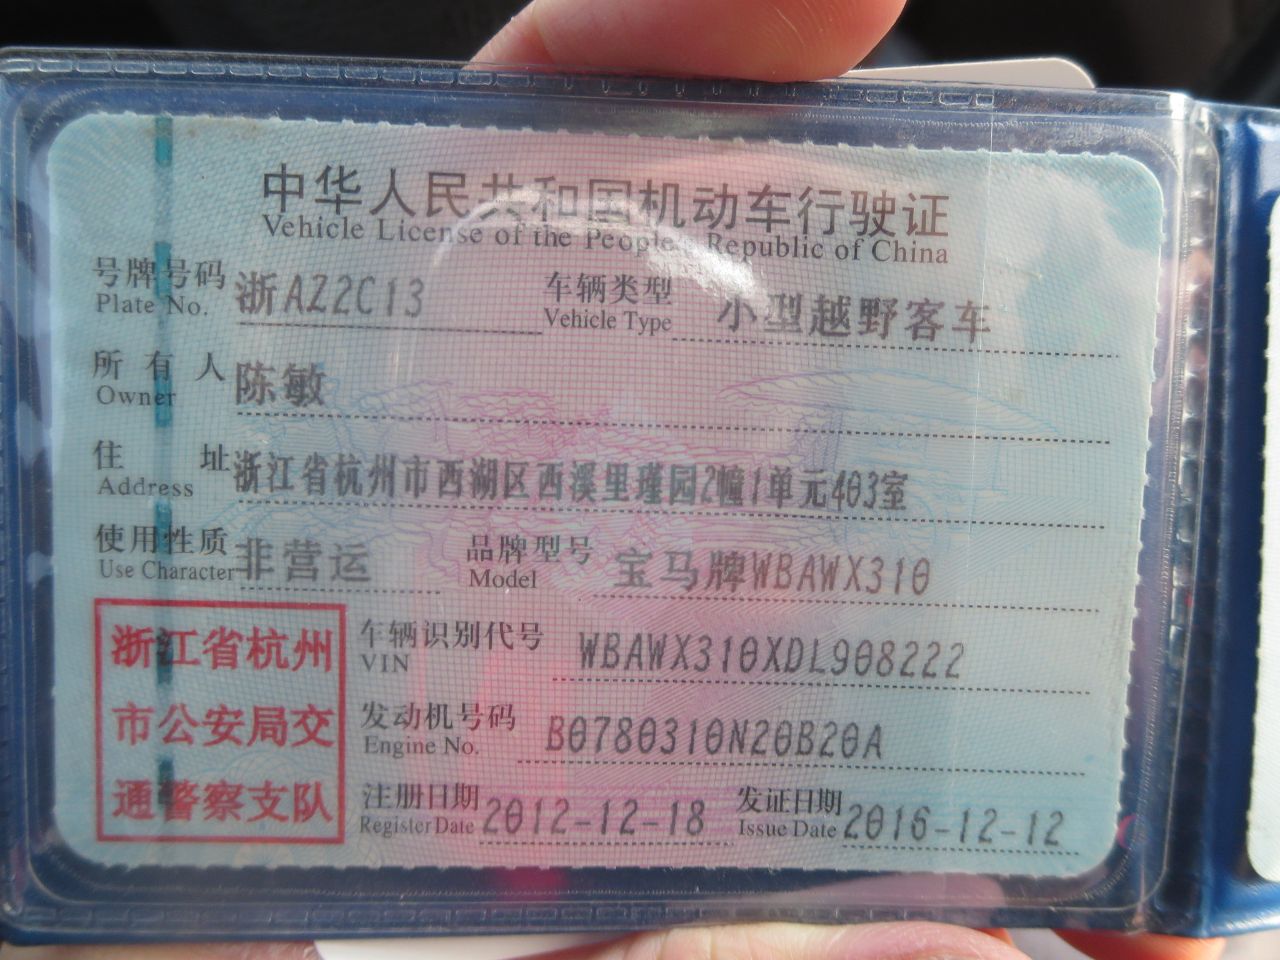 中华人民共和国机动车行驶证
Vehicle License of the People's Republic of China
号牌号码 浙AZ2C13 车辆类型 小型越野客车
Plate No. Vehicle Type
所有人 陈敏
Owner
住址 浙江省杭州市西湖区西溪里瑾园2幢1单元403室
Address
使用性质 非营运 品牌型号 宝马牌WBAWX310
Use Character Model
浙江省杭州
市公安局交
通警察支队
车辆识别代号 WBAWX310XDL908222
VIN
发动机号码 B0780310N20B20A
Engine No.
注册日期 2012-12-18 发证日期 2016-12-12
Register Date Issue Date